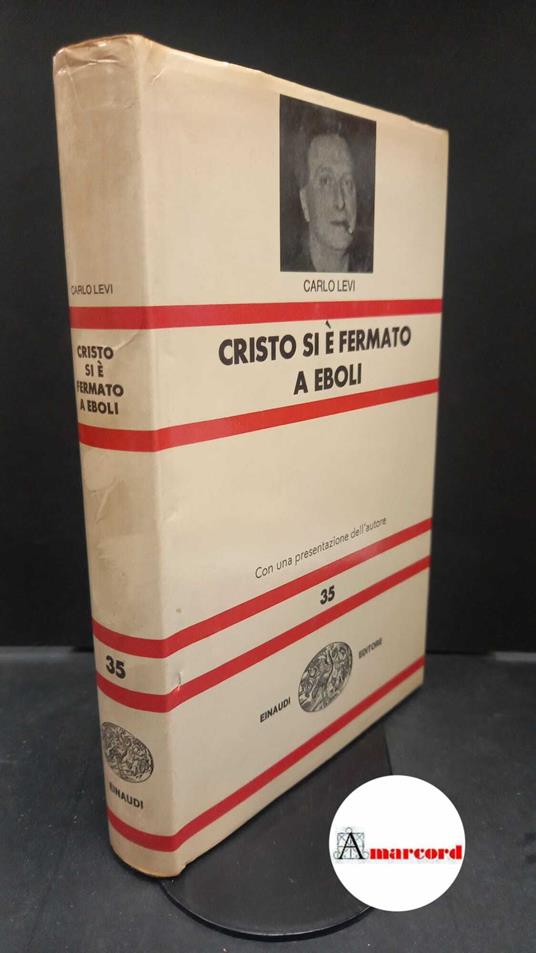 CARLO LEVI
CRISTO
SI È
FERMATO
A EBOLI
35
EINAUDI
CARLO LEVI
CRISTO SI È FERMATO
A EBOLI
Con una presentazione dell'autore
35
EINAUDI EDITORE
Amarcord